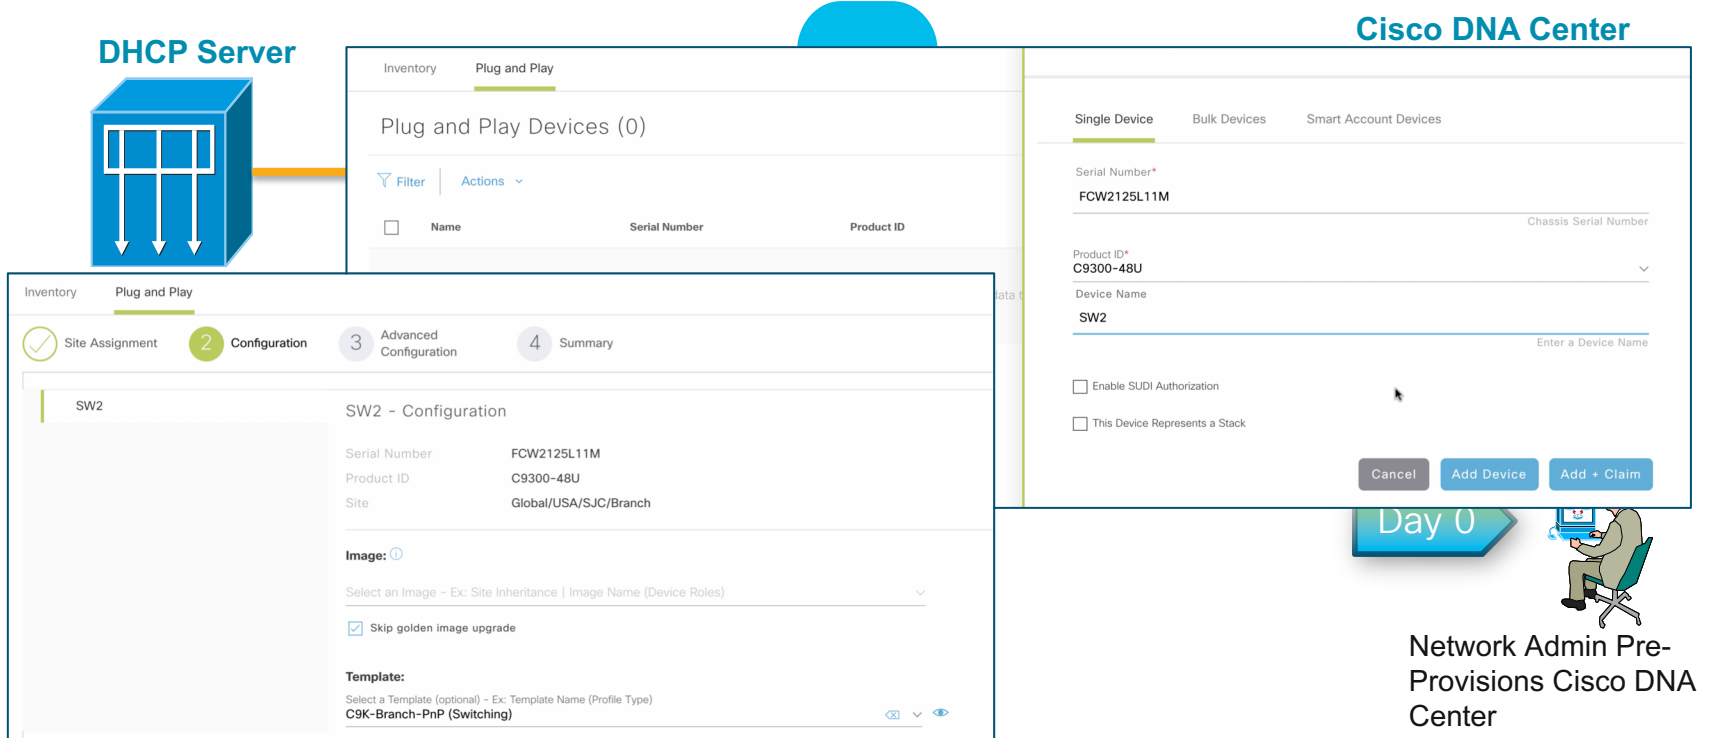 DHCP Server
Cisco DNA Center
Inventory Plug and Play
Plug and Play Devices (0)
Filter Actions
Name Serial Number Product ID
data t
Single Device Bulk Devices Smart Account Devices
Serial Number*
FCW2125L11M
Chassis Serial Number
Product ID*
C9300-48U
Device Name
SW2
Enter a Device Name
Enable SUDI Authorization
This Device Represents a Stack
Cancel Add Device Add + Claim
Inventory Plug and Play
Site Assignment 2 Configuration 3 Advanced
Configuration 4 Summary
SW2
SW2 - Configuration
Serial Number FCW2125L11M
Product ID C9300-48U
Site Global/USA/SJC/Branch
Image:
Select an Image - Ex: Site Inheritance | Image Name (Device Roles)
Skip golden image upgrade
Template:
Select a Template (optional) - Ex: Template Name (Profile Type)
C9K-Branch-PnP (Switching)
Day 0
Network Admin Pre-
Provisions Cisco DNA
Center